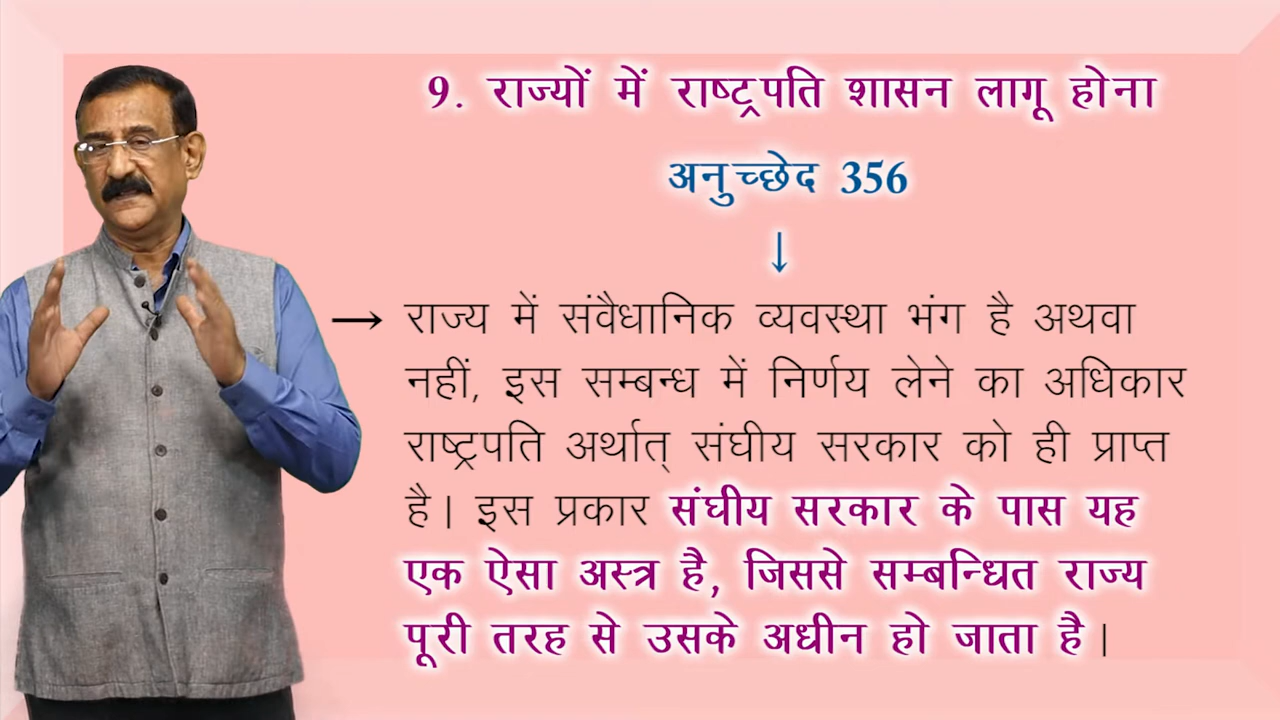 9. राज्यों में राष्ट्रपति शासन लागू होना
अनुच्छेद 356
↓
→ राज्य में संवैधानिक व्यवस्था भंग है अथवा
नहीं, इस सम्बन्ध में निर्णय लेने का अधिकार
राष्ट्रपति अर्थात् संघीय सरकार को ही प्राप्त
है। इस प्रकार संघीय सरकार के पास यह
एक ऐसा अस्त्र है, जिससे सम्बन्धित राज्य
पूरी तरह से उसके अधीन हो जाता है।